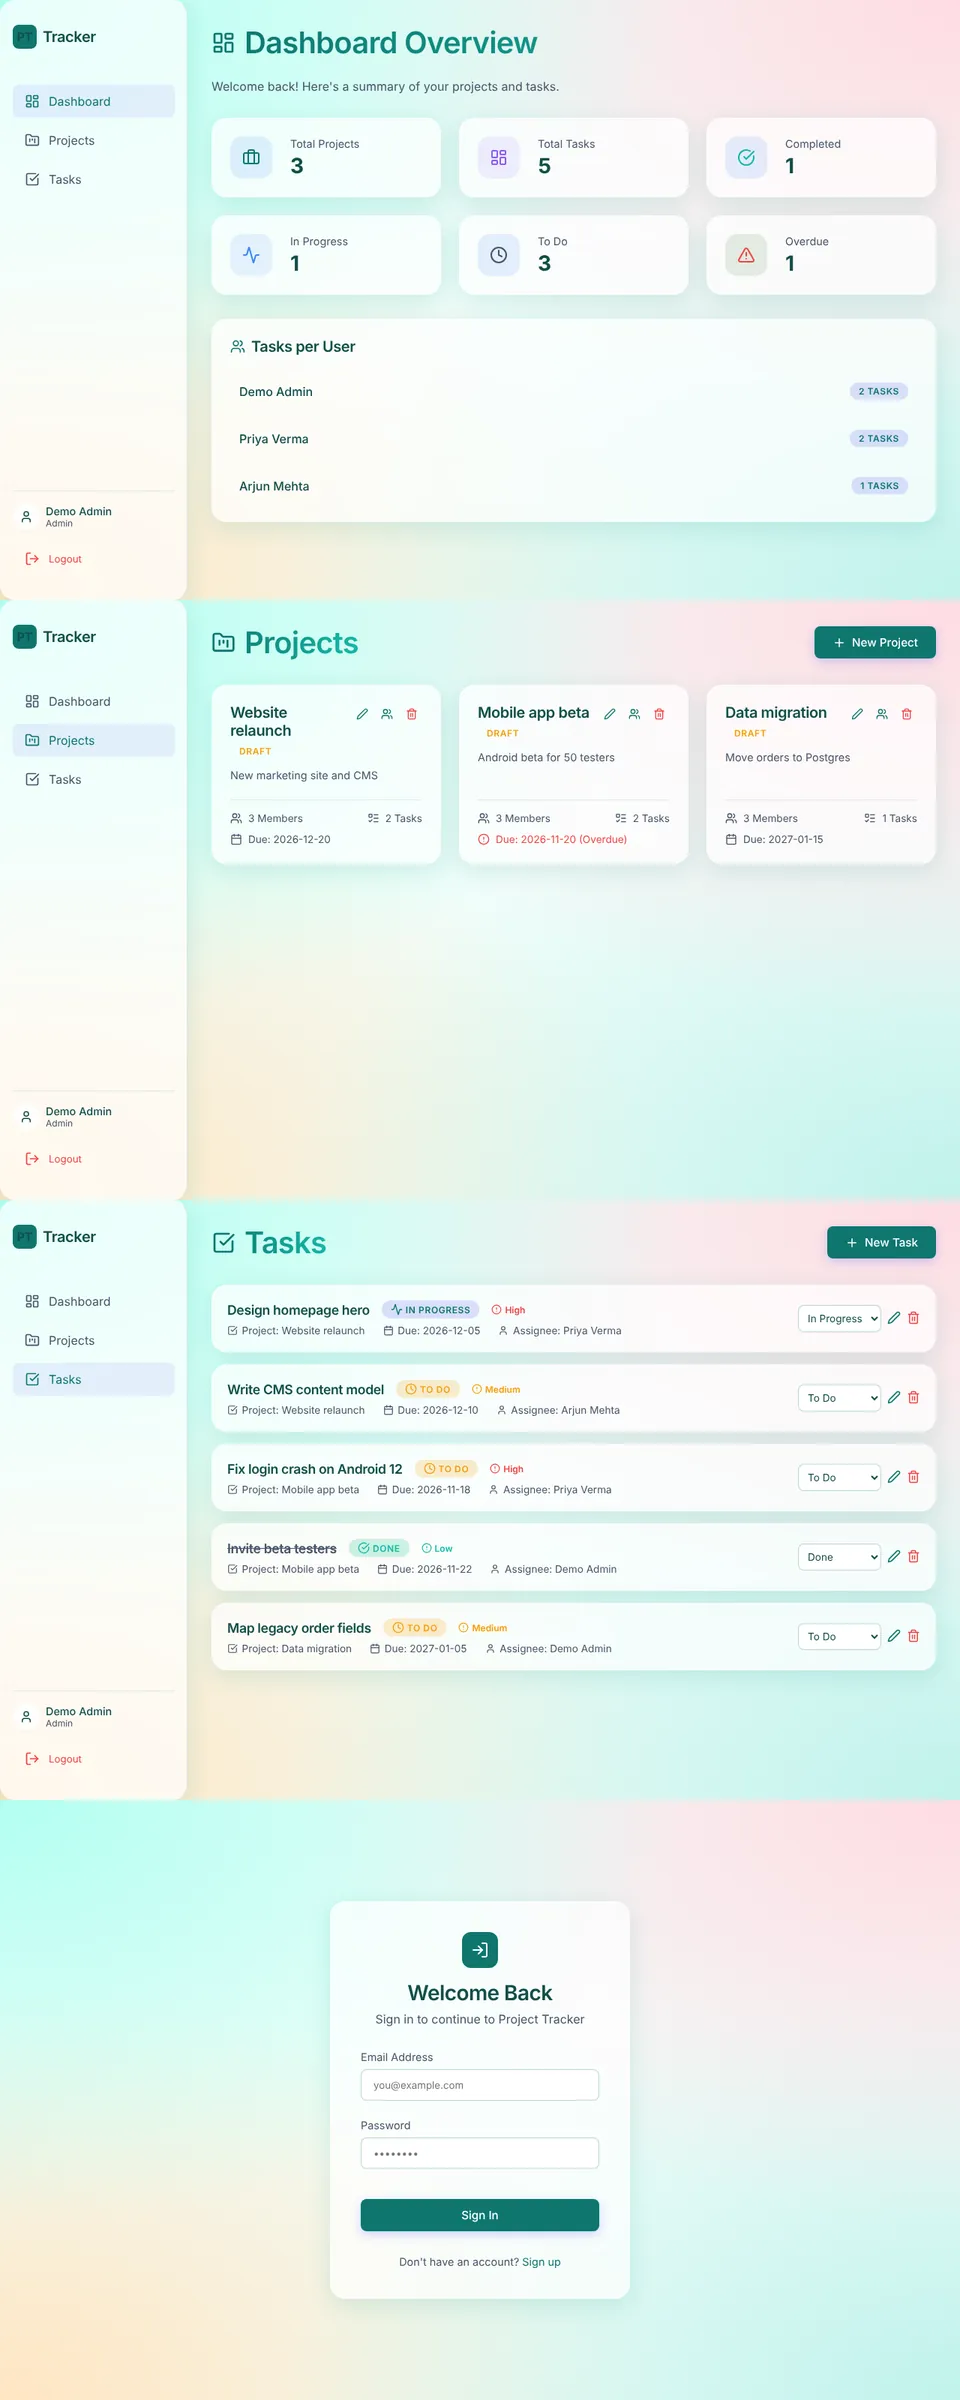 PT Tracker
Dashboard
Projects
Tasks
Demo Admin
Admin
Logout
Dashboard Overview
Welcome back! Here's a summary of your projects and tasks.
Total Projects
3
Total Tasks
5
Completed
1
In Progress
1
To Do
3
Overdue
1
Tasks per User
Demo Admin 2 TASKS
Priya Verma 2 TASKS
Arjun Mehta 1 TASKS
PT Tracker
Dashboard
Projects
Tasks
Demo Admin
Admin
Logout
Projects
New Project
Website
relaunch
DRAFT
New marketing site and CMS
3 Members 2 Tasks
Due: 2026-12-20
Mobile app beta
DRAFT
Android beta for 50 testers
3 Members 2 Tasks
Due: 2026-11-20 (Overdue)
Data migration
DRAFT
Move orders to Postgres
3 Members 1 Tasks
Due: 2027-01-15
PT Tracker
Dashboard
Projects
Tasks
Demo Admin
Admin
Logout
Tasks
New Task
Design homepage hero IN PROGRESS High
Project: Website relaunch Due: 2026-12-05 Assignee: Priya Verma
In Progress
Write CMS content model TO DO Medium
Project: Website relaunch Due: 2026-12-10 Assignee: Arjun Mehta
To Do
Fix login crash on Android 12 TO DO High
Project: Mobile app beta Due: 2026-11-18 Assignee: Priya Verma
To Do
Invite beta testers DONE Low
Project: Mobile app beta Due: 2026-11-22 Assignee: Demo Admin
Done
Map legacy order fields TO DO Medium
Project: Data migration Due: 2027-01-05 Assignee: Demo Admin
To Do
Welcome Back
Sign in to continue to Project Tracker
Email Address
you@example.com
Password
••••••••
Sign In
Don't have an account? Sign up